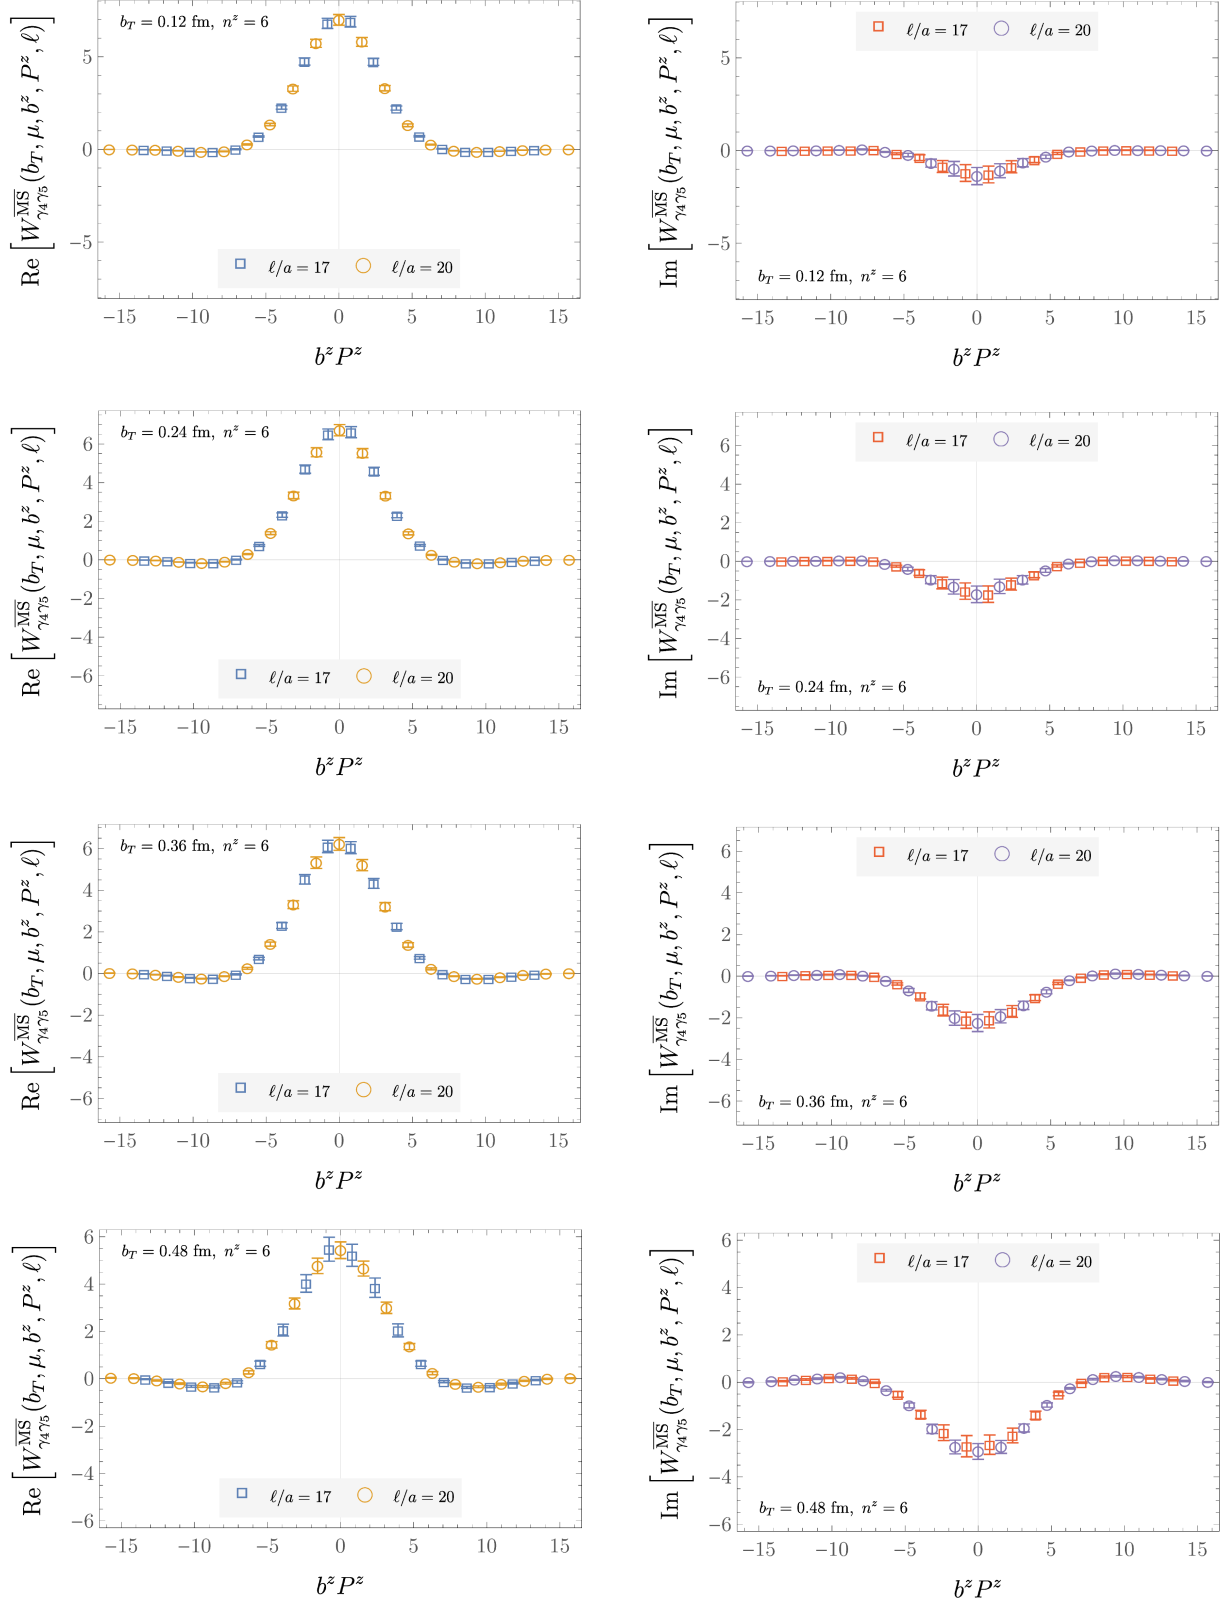 b_T = 0.12 fm, n^z = 6
Re [W^{\overline{MS}}_{γ4γ5}(b_T, μ, b^z, P^z, ℓ)]
5
0
−5
ℓ/a = 17 ℓ/a = 20
−15 −10 −5 0 5 10 15
b^z P^z
ℓ/a = 17 ℓ/a = 20
Im [W^{\overline{MS}}_{γ4γ5}(b_T, μ, b^z, P^z, ℓ)]
5
0
−5
b_T = 0.12 fm, n^z = 6
−15 −10 −5 0 5 10 15
b^z P^z
b_T = 0.24 fm, n^z = 6
Re [W^{\overline{MS}}_{γ4γ5}(b_T, μ, b^z, P^z, ℓ)]
6
4
2
0
−2
−4
−6
ℓ/a = 17 ℓ/a = 20
−15 −10 −5 0 5 10 15
b^z P^z
ℓ/a = 17 ℓ/a = 20
Im [W^{\overline{MS}}_{γ4γ5}(b_T, μ, b^z, P^z, ℓ)]
6
4
2
0
−2
−4
−6
b_T = 0.24 fm, n^z = 6
−15 −10 −5 0 5 10 15
b^z P^z
b_T = 0.36 fm, n^z = 6
Re [W^{\overline{MS}}_{γ4γ5}(b_T, μ, b^z, P^z, ℓ)]
6
4
2
0
−2
−4
−6
ℓ/a = 17 ℓ/a = 20
−15 −10 −5 0 5 10 15
b^z P^z
ℓ/a = 17 ℓ/a = 20
Im [W^{\overline{MS}}_{γ4γ5}(b_T, μ, b^z, P^z, ℓ)]
6
4
2
0
−2
−4
−6
b_T = 0.36 fm, n^z = 6
−15 −10 −5 0 5 10 15
b^z P^z
b_T = 0.48 fm, n^z = 6
Re [W^{\overline{MS}}_{γ4γ5}(b_T, μ, b^z, P^z, ℓ)]
6
4
2
0
−2
−4
−6
ℓ/a = 17 ℓ/a = 20
−15 −10 −5 0 5 10 15
b^z P^z
ℓ/a = 17 ℓ/a = 20
Im [W^{\overline{MS}}_{γ4γ5}(b_T, μ, b^z, P^z, ℓ)]
6
4
2
0
−2
−4
−6
b_T = 0.48 fm, n^z = 6
−15 −10 −5 0 5 10 15
b^z P^z